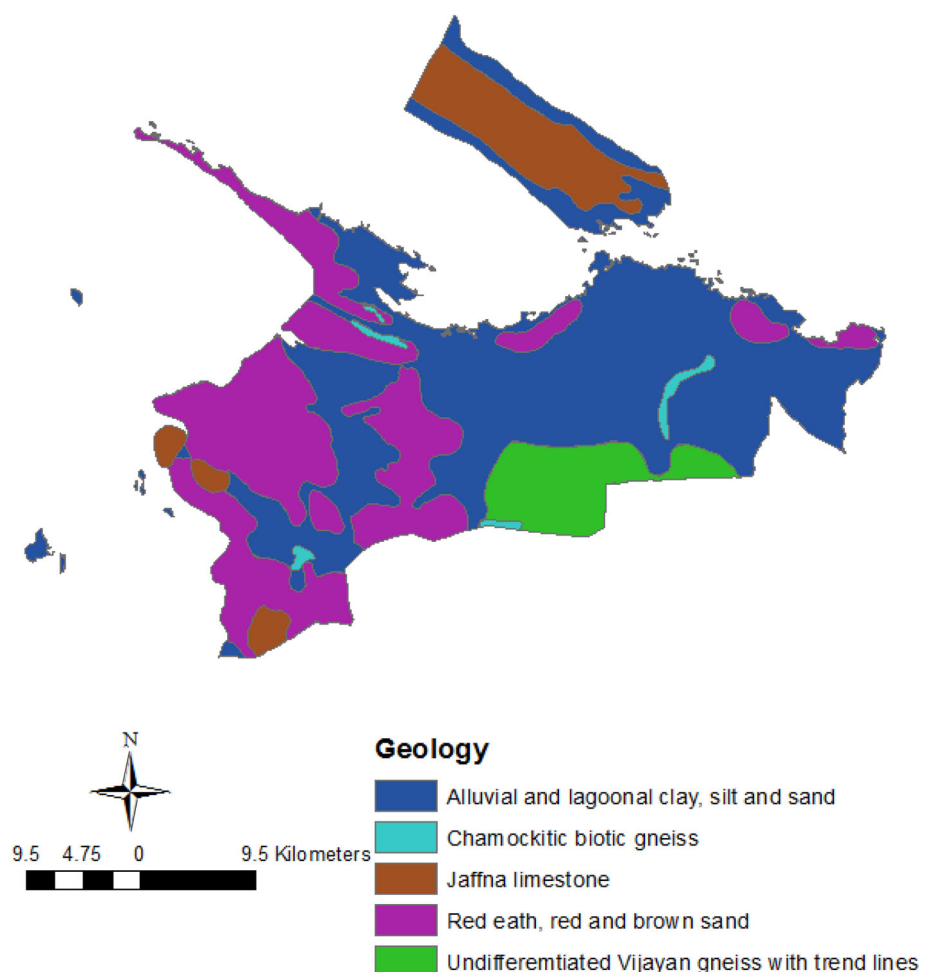 N
9.5 4.75 0 9.5 Kilometers
Geology
Alluvial and lagoonal clay, silt and sand
Chamockitic biotic gneiss
Jaffna limestone
Red eath, red and brown sand
Undifferemtiated Vijayan gneiss with trend lines